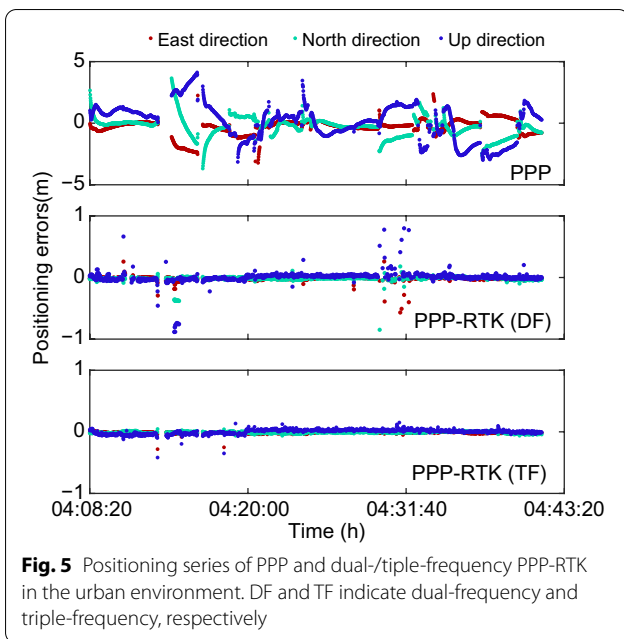 East direction North direction Up direction
5
0
−5
PPP
Positioning errors(m)
1
0
−1
PPP-RTK (DF)
1
0
−1
PPP-RTK (TF)
04:08:20 04:20:00 04:31:40 04:43:20
Time (h)
Fig. 5 Positioning series of PPP and dual-/tiple-frequency PPP-RTK
in the urban environment. DF and TF indicate dual-frequency and
triple-frequency, respectively